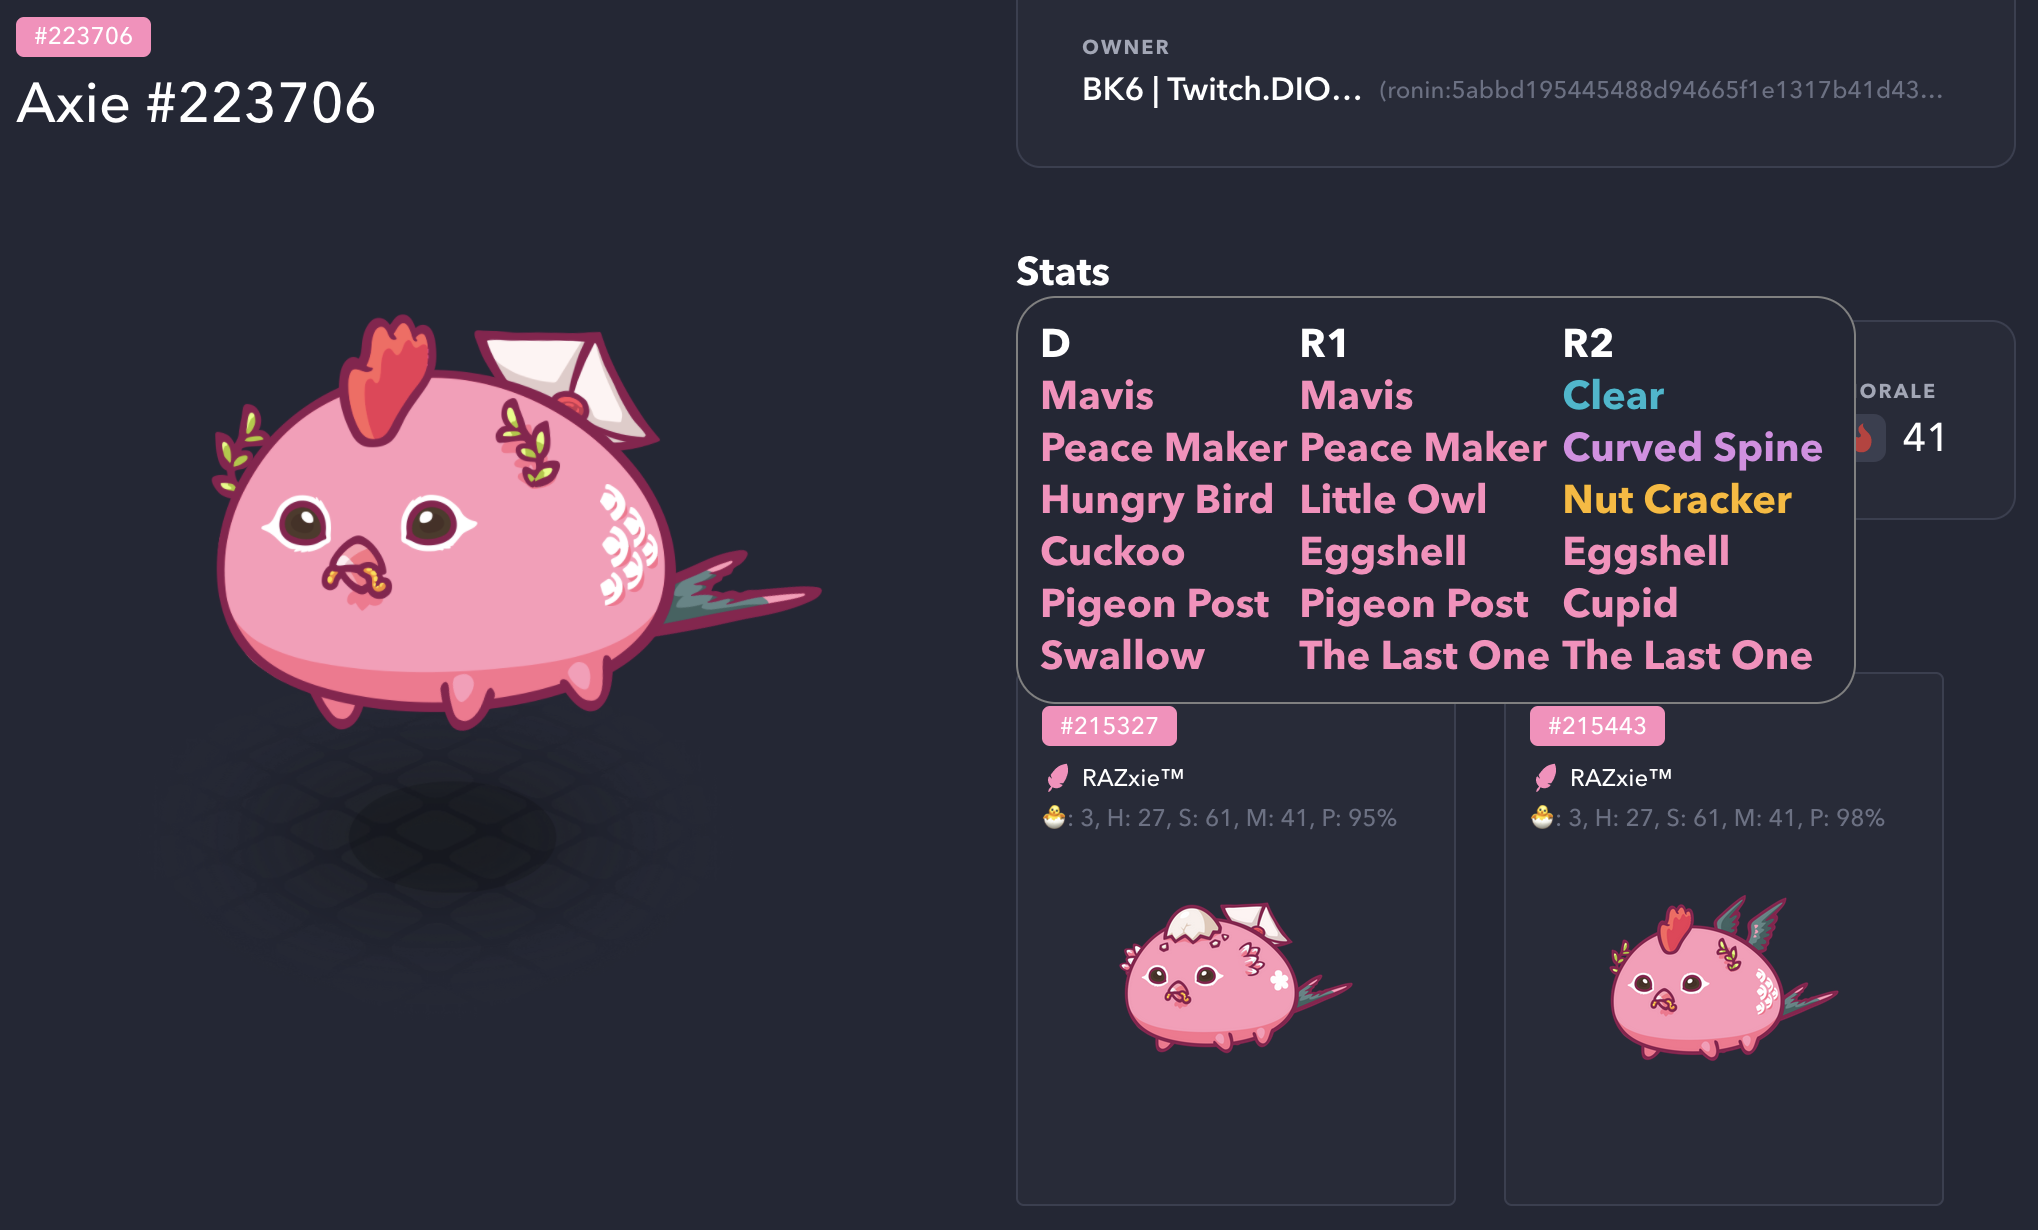 #223706
Axie #223706
OWNER
BK6 | Twitch.DIO... (ronin:5abbd195445488d94665f1e1317b41d43...
Stats
D R1 R2
Mavis Mavis Clear
Peace Maker Peace Maker Curved Spine
Hungry Bird Little Owl Nut Cracker
Cuckoo Eggshell Eggshell
Pigeon Post Pigeon Post Cupid
Swallow The Last One The Last One
ORALE
41
#215327
RAZxie™
: 3, H: 27, S: 61, M: 41, P: 95%
#215443
RAZxie™
: 3, H: 27, S: 61, M: 41, P: 98%